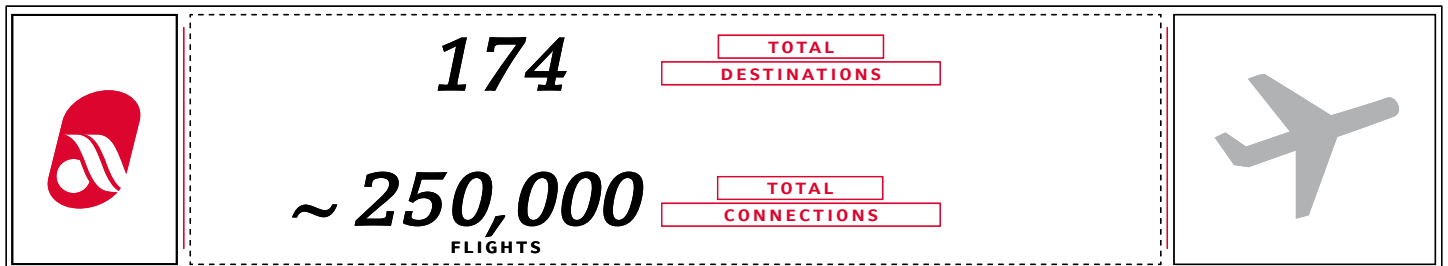 174
TOTAL
DESTINATIONS
~250,000
FLIGHTS
TOTAL
CONNECTIONS